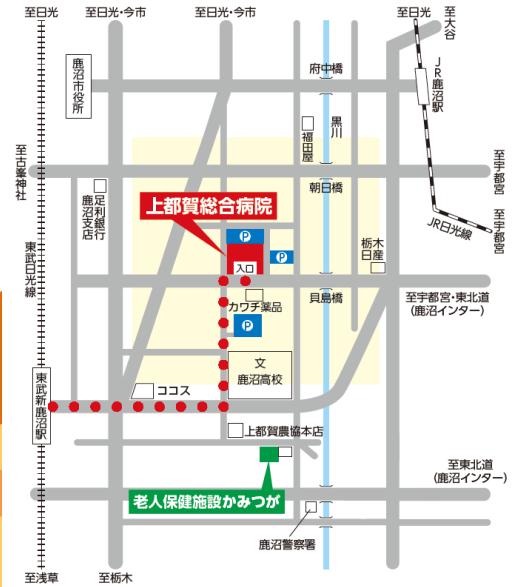 至日光
至日光・今市
至日光・今市
至日光
至大谷
鹿沼市役所
府中橋
JR鹿沼駅
黒川
福田屋
至古峯神社
至宇都宮
朝日橋
足利銀行
鹿沼支店
上都賀総合病院
P
入口
P
JR日光線
至宇都宮
栃木日産
東武日光線
カワチ薬品
貝島橋
至宇都宮・東北道
(鹿沼インター)
P
文
鹿沼高校
東武新鹿沼駅
ココス
上都賀農協本店
至東北道
(鹿沼インター)
老人保健施設かみつが
鹿沼警察署
至浅草
至栃木